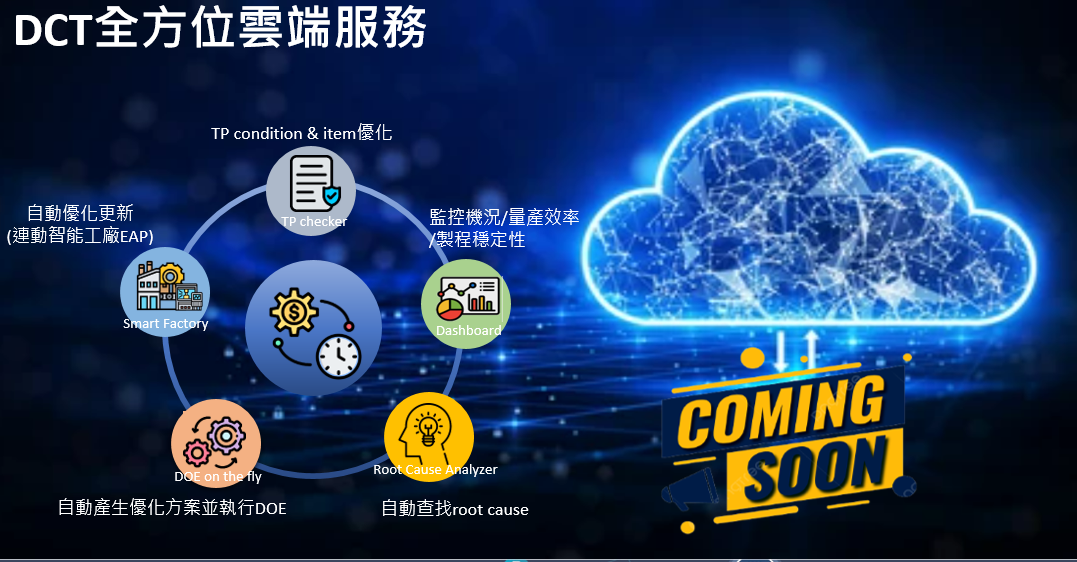 DCT全方位雲端服務
TP condition & item優化
TP checker
自動優化更新
(連動智能工廠EAP)
Smart Factory
監控機況/量產效率
/製程穩定性
Dashboard
DOE on the fly
自動產生優化方案並執行DOE
Root Cause Analyzer
自動查找root cause
COMING
SOON